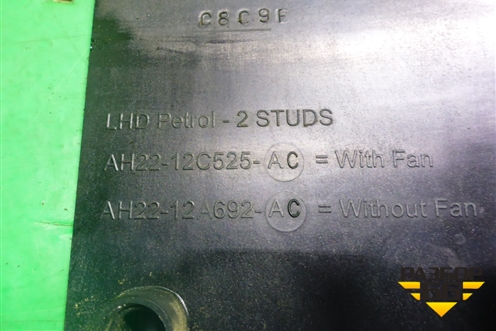 C8C9E
LHD Petrol - 2 STUDS
AH22-12C525-AC = With Fan
AH22-12A692-AC = Without Fan